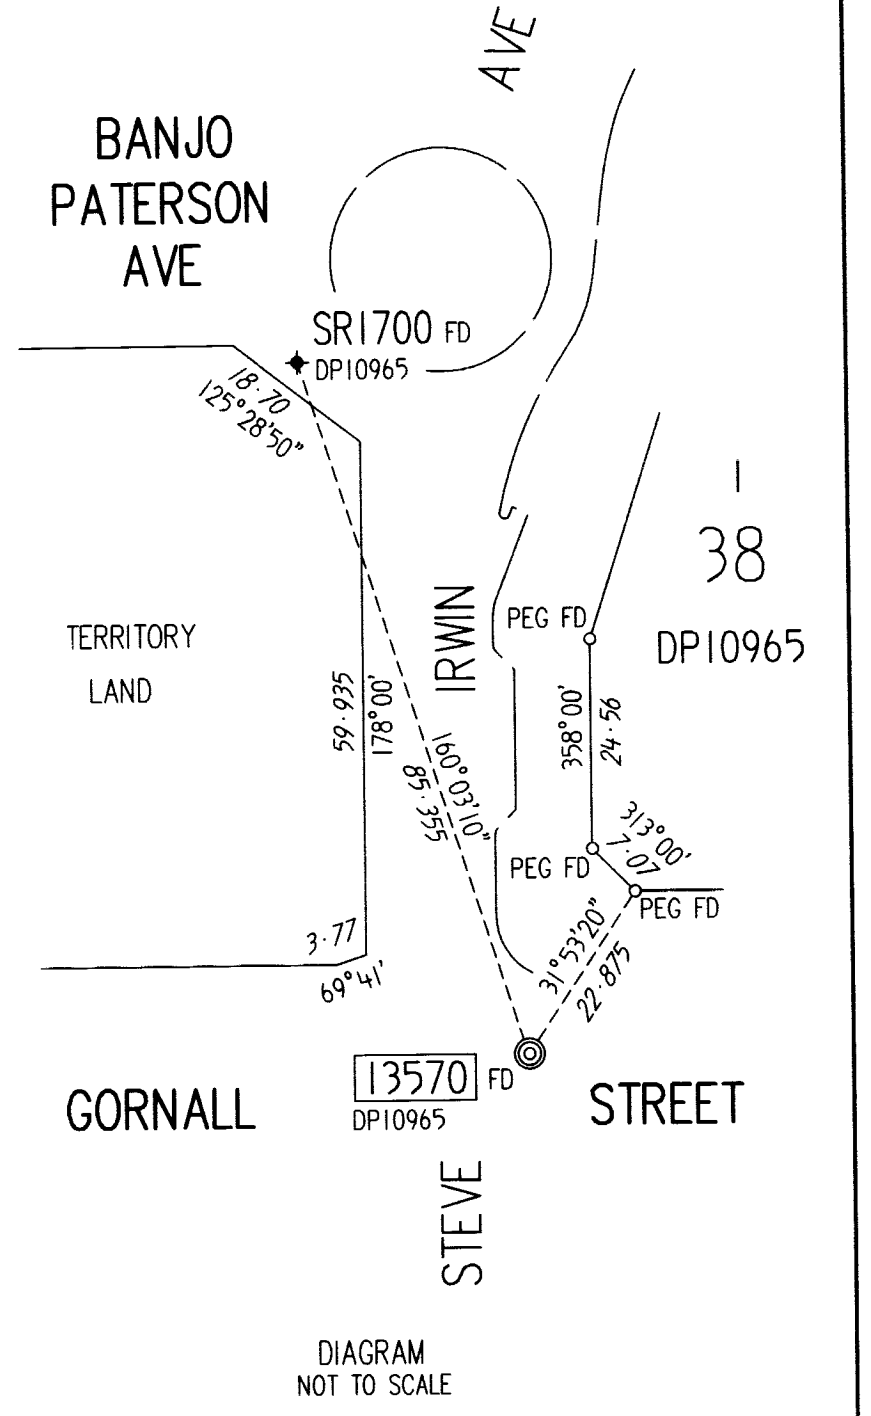 AVE
BANJO
PATERSON
AVE
SR1700 FD
DP10965
18·70
125°28'50"
1
38
DP10965
IRWIN
PEG FD
TERRITORY
LAND
59·935
178°00'
358°00'
24·56
160°03'10"
85·355
313°00'
7·07
PEG FD
PEG FD
3·77
69°41'
31°53'20"
22·875
13570 FD
DP10965
GORNALL STREET
STEVE
DIAGRAM
NOT TO SCALE